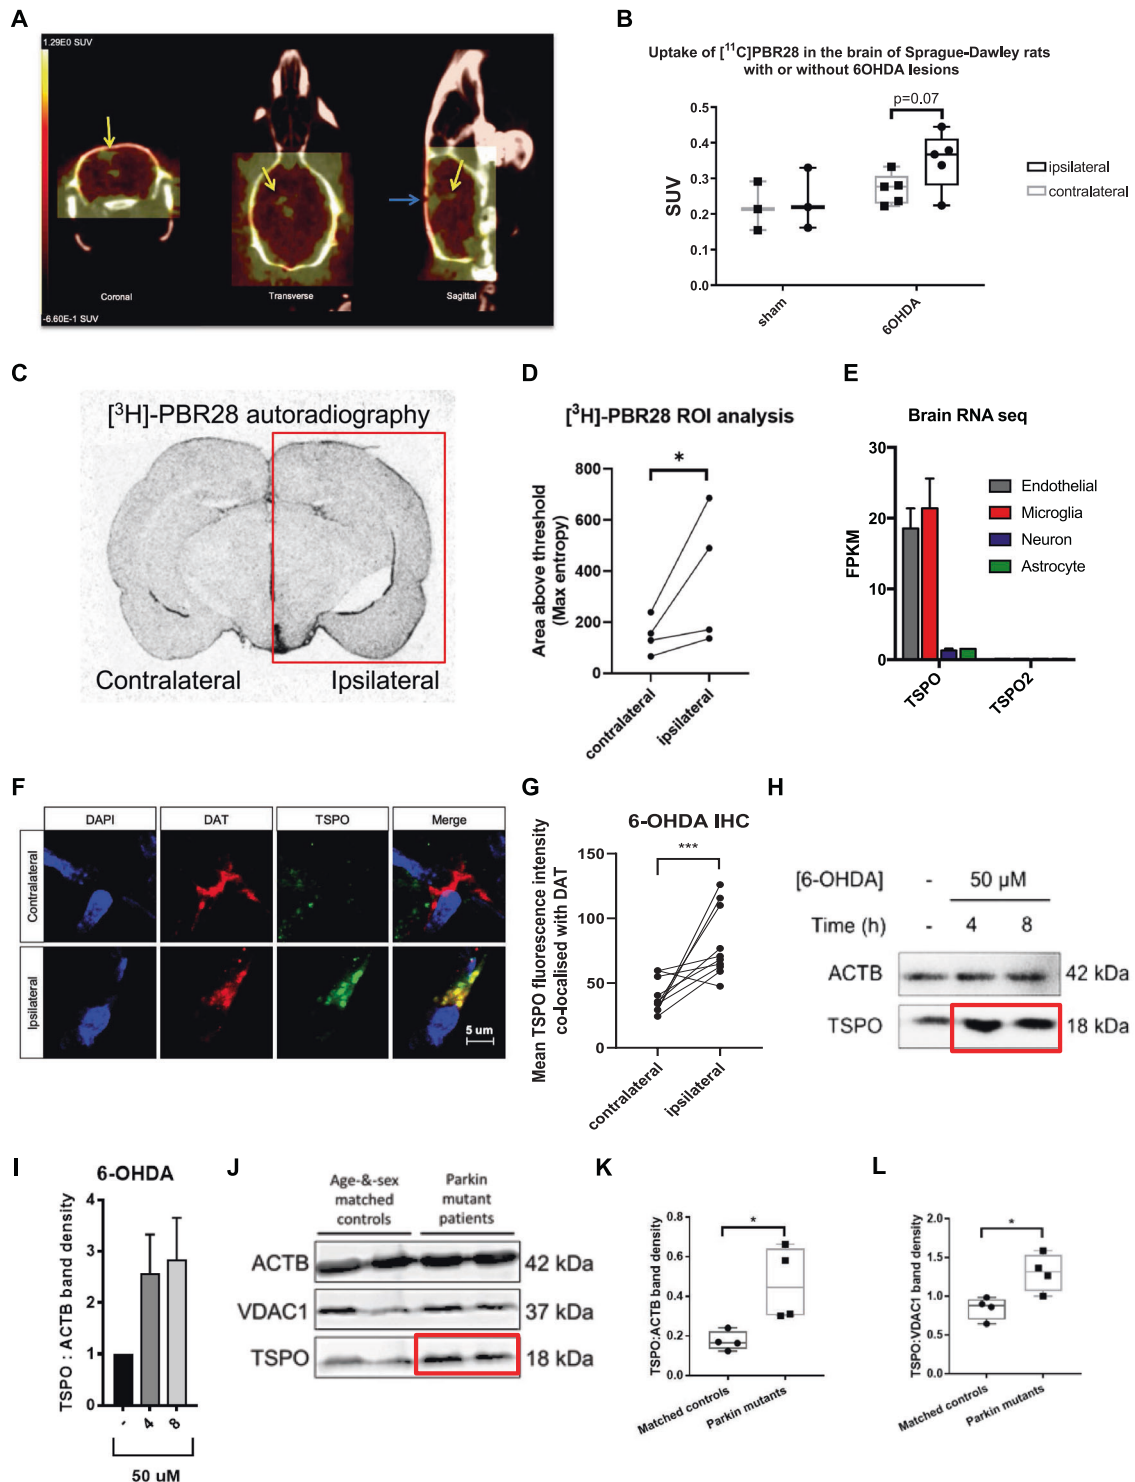 A
1.29E0 SUV
-6.60E-1 SUV
Coronal
Transverse
Sagittal
B
Uptake of [¹¹C]PBR28 in the brain of Sprague-Dawley rats
with or without 6OHDA lesions
p=0.07
SUV
0.5
0.4
0.3
0.2
0.1
0.0
sham
6OHDA
ipsilateral
contralateral
C
[³H]-PBR28 autoradiography
Contralateral
Ipsilateral
D
[³H]-PBR28 ROI analysis
*
Area above threshold
(Max entropy)
800
600
400
200
0
contralateral
ipsilateral
E
Brain RNA seq
FPKM
30
20
10
0
Endothelial
Microglia
Neuron
Astrocyte
TSPO
TSPO2
F
DAPI
DAT
TSPO
Merge
Contralateral
Ipsilateral
5 um
G
6-OHDA IHC
***
Mean TSPO fluorescence intensity
co-localised with DAT
150
100
50
0
contralateral
ipsilateral
H
[6-OHDA] - 50 µM
Time (h) - 4 8
ACTB 42 kDa
TSPO 18 kDa
I
6-OHDA
TSPO : ACTB band density
4
3
2
1
0
- 4 8
50 uM
J
Age-&-sex
matched
controls
Parkin
mutant
patients
ACTB 42 kDa
VDAC1 37 kDa
TSPO 18 kDa
K
*
TSPO:ACTB band density
0.8
0.6
0.4
0.2
0.0
Matched controls
Parkin mutants
L
*
TSPO:VDAC1 band density
2.0
1.5
1.0
0.5
0.0
Matched controls
Parkin mutants